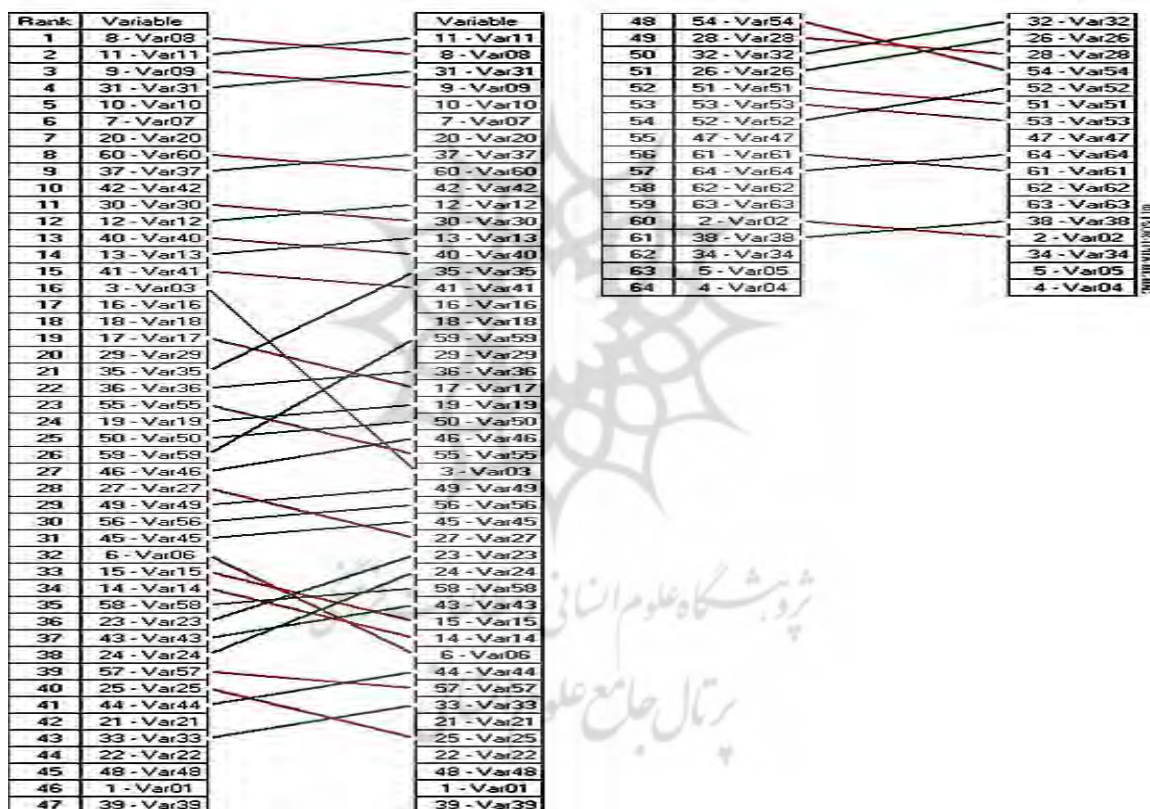 Rank Variable Variable
1 8 - Var08 11 - Var11
2 11 - Var11 8 - Var08
3 9 - Var09 31 - Var31
4 31 - Var31 9 - Var09
5 10 - Var10 10 - Var10
6 7 - Var07 7 - Var07
7 20 - Var20 20 - Var20
8 60 - Var60 37 - Var37
9 37 - Var37 60 - Var60
10 42 - Var42 42 - Var42
11 30 - Var30 12 - Var12
12 12 - Var12 30 - Var30
13 40 - Var40 13 - Var13
14 13 - Var13 40 - Var40
15 41 - Var41 35 - Var35
16 3 - Var03 41 - Var41
17 16 - Var16 16 - Var16
18 18 - Var18 18 - Var18
19 17 - Var17 59 - Var59
20 29 - Var29 29 - Var29
21 35 - Var35 36 - Var36
22 36 - Var36 17 - Var17
23 55 - Var55 19 - Var19
24 19 - Var19 50 - Var50
25 50 - Var50 46 - Var46
26 59 - Var59 55 - Var55
27 46 - Var46 3 - Var03
28 27 - Var27 49 - Var49
29 49 - Var49 56 - Var56
30 56 - Var56 45 - Var45
31 45 - Var45 27 - Var27
32 6 - Var06 23 - Var23
33 15 - Var15 24 - Var24
34 14 - Var14 58 - Var58
35 58 - Var58 43 - Var43
36 23 - Var23 15 - Var15
37 43 - Var43 14 - Var14
38 24 - Var24 6 - Var06
39 57 - Var57 44 - Var44
40 25 - Var25 57 - Var57
41 44 - Var44 33 - Var33
42 21 - Var21 21 - Var21
43 33 - Var33 25 - Var25
44 22 - Var22 22 - Var22
45 48 - Var48 48 - Var48
46 1 - Var01 1 - Var01
47 39 - Var39 39 - Var39
48 54 - Var54 32 - Var32
49 28 - Var28 26 - Var26
50 32 - Var32 28 - Var28
51 26 - Var26 54 - Var54
52 51 - Var51 52 - Var52
53 53 - Var53 51 - Var51
54 52 - Var52 53 - Var53
55 47 - Var47 47 - Var47
56 61 - Var61 64 - Var64
57 64 - Var64 61 - Var61
58 62 - Var62 62 - Var62
59 63 - Var63 63 - Var63
60 2 - Var02 38 - Var38
61 38 - Var38 2 - Var02
62 34 - Var34 34 - Var34
63 5 - Var05 5 - Var05
64 4 - Var04 4 - Var04
پژوهشگاه علوم انسانی
پرتال جامع علوم